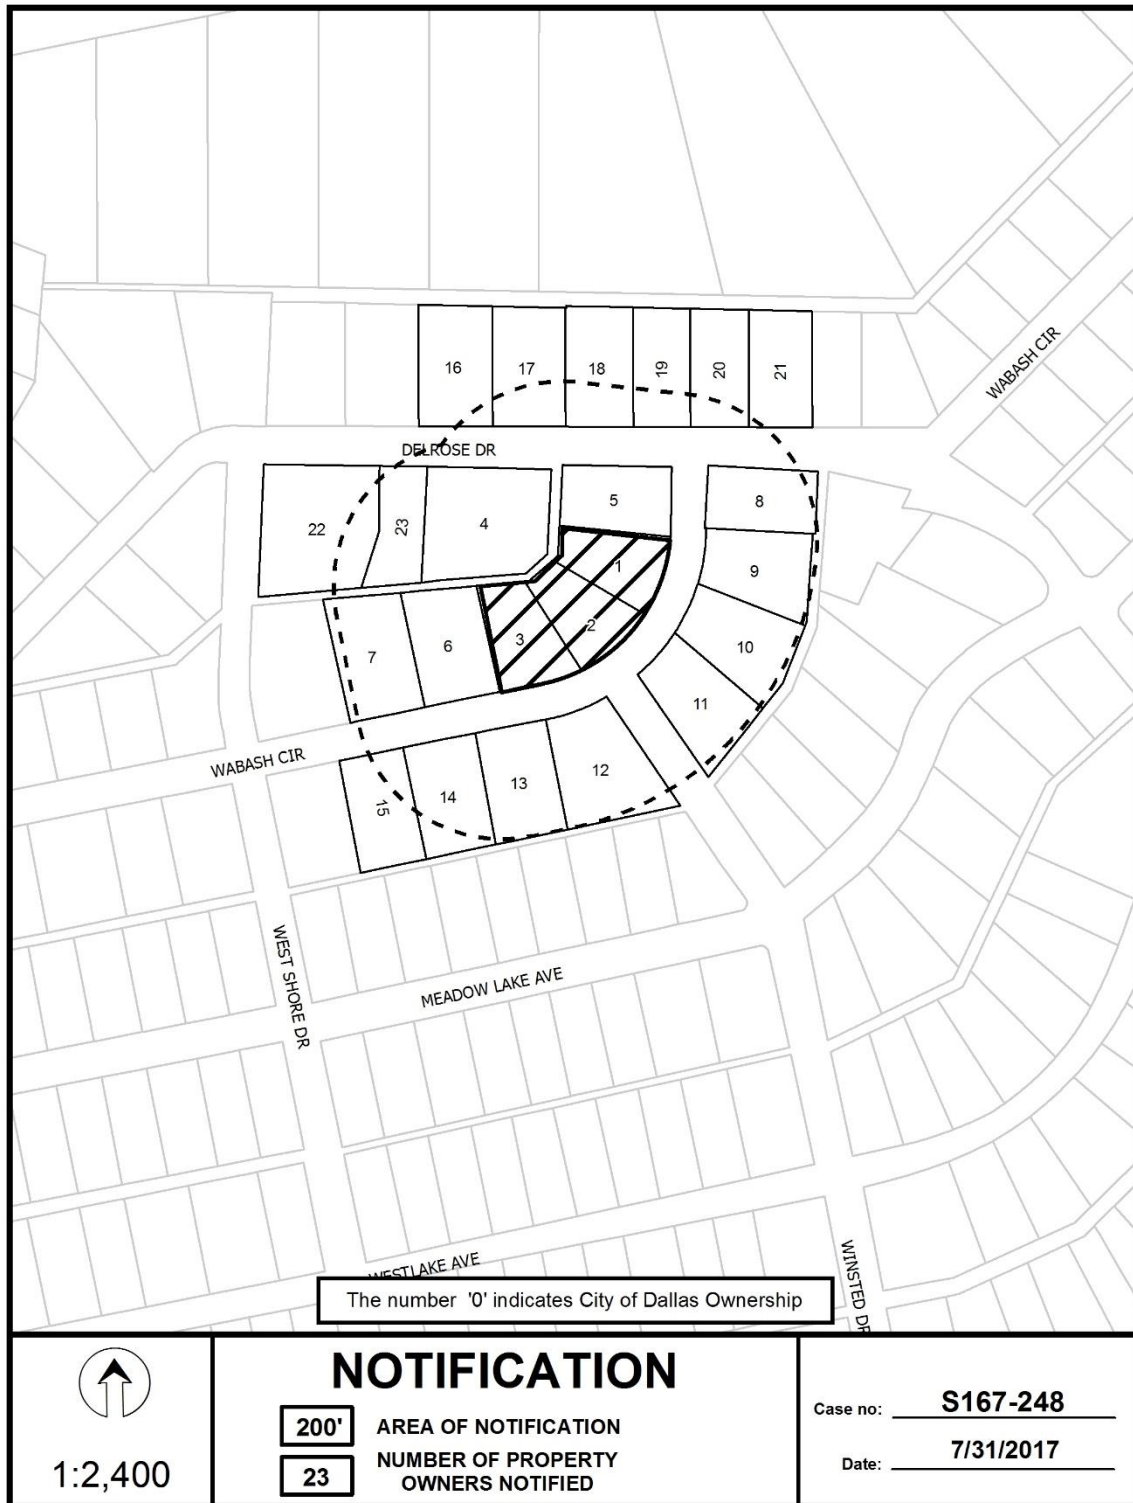 WABASH CIR
16
17
18
19
20
21
DELROSE DR
22
23
4
5
8
1
9
7
6
3
2
10
11
WABASH CIR
15
14
13
12
WEST SHORE DR
MEADOW LAKE AVE
WESTLAKE AVE
WINSTED DR
The number '0' indicates City of Dallas Ownership
1:2,400
NOTIFICATION
200' AREA OF NOTIFICATION
23 NUMBER OF PROPERTY
OWNERS NOTIFIED
Case no: S167-248
Date: 7/31/2017